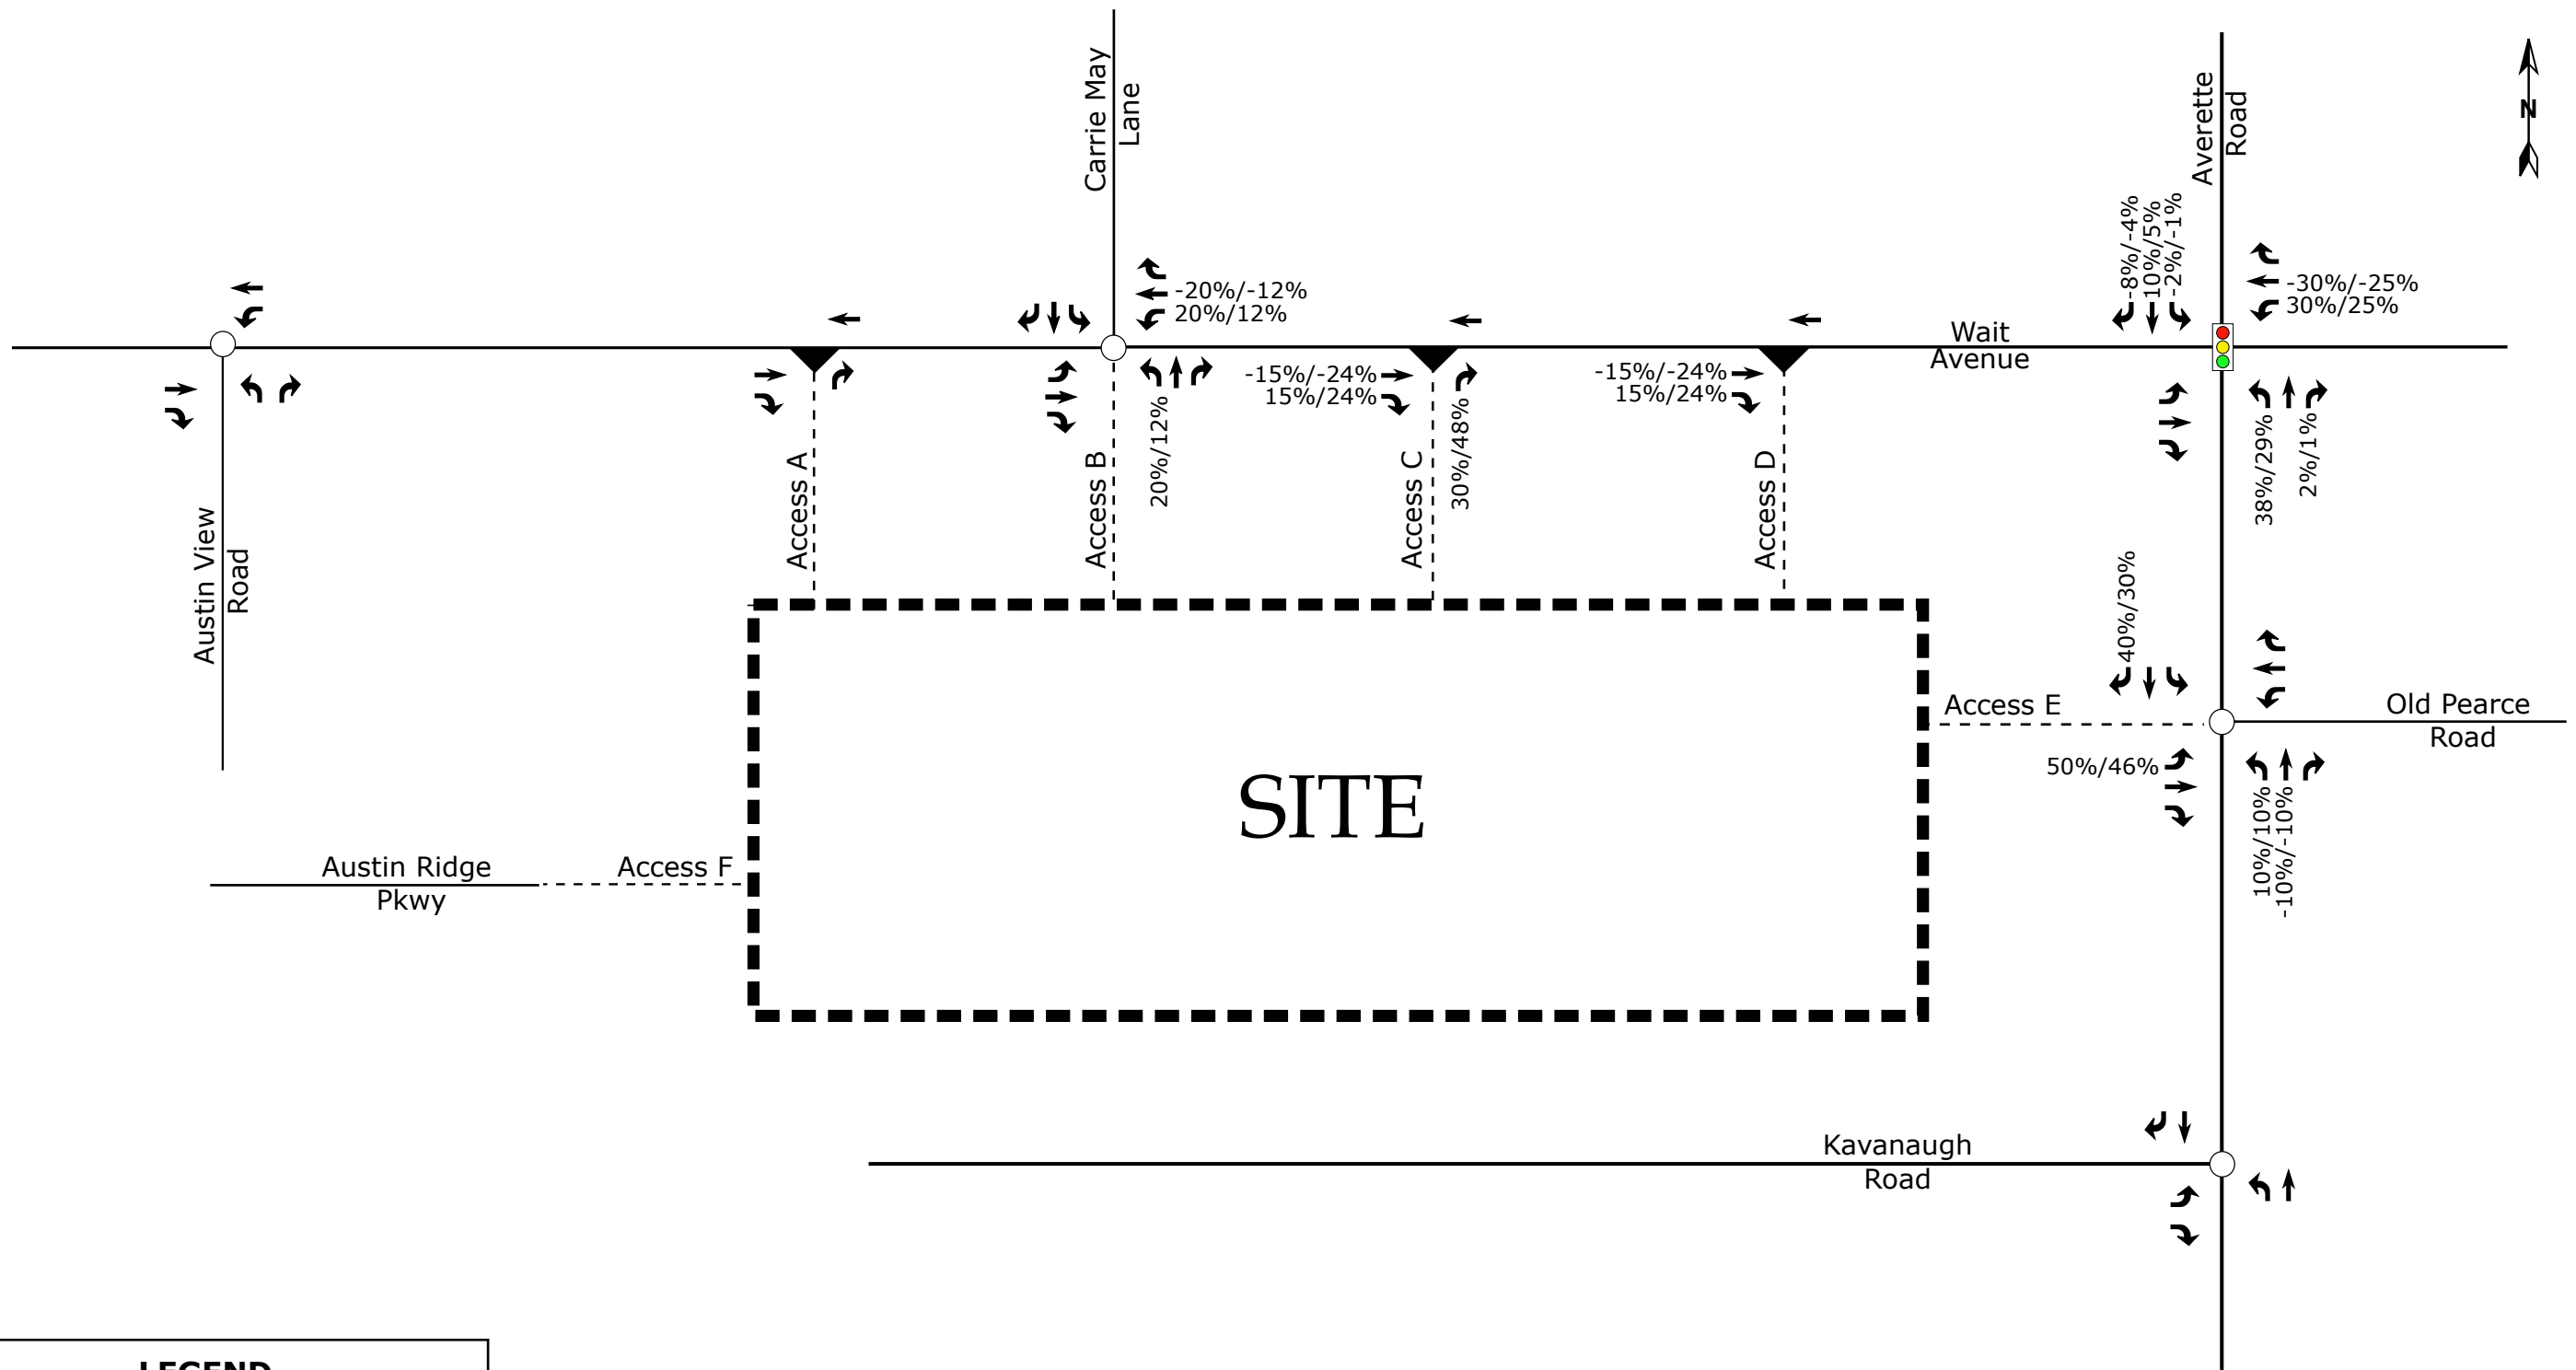 Carrie May
Lane
Averette
Road
N
-8%/-4%
10%/5%
-2%/-1%
-20%/-12%
20%/12%
-30%/-25%
30%/25%
Wait
Avenue
-15%/-24%
15%/24%
-15%/-24%
15%/24%
20%/12%
30%/48%
38%/29%
2%/1%
Access A
Access B
Access C
Access D
Austin View
Road
40%/30%
Access E
Old Pearce
Road
50%/46%
10%/10%
-10%/-10%
SITE
Austin Ridge
Pkwy
Access F
Kavanaugh
Road
LEGEND